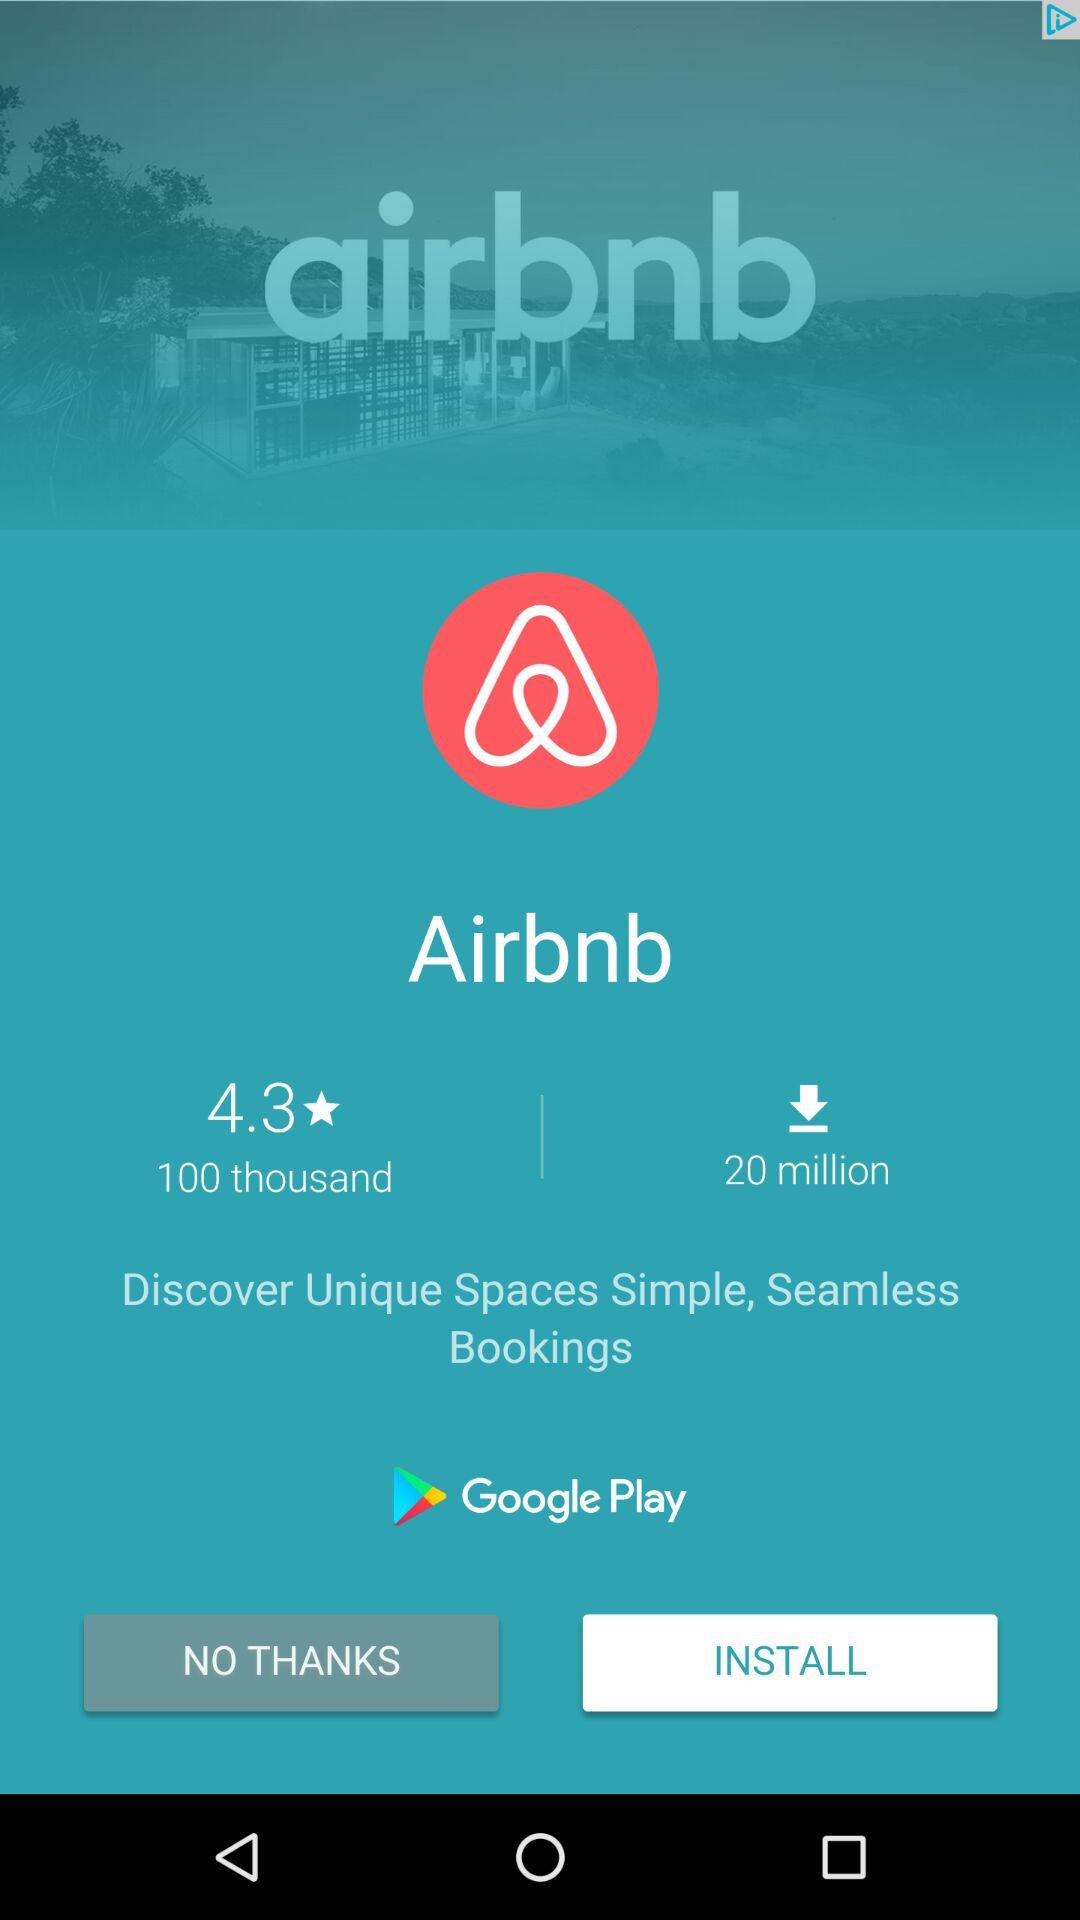 airbnb
Airbnb
4.3★
100 thousand
20 million
Discover Unique Spaces Simple, Seamless
Bookings
Google Play
NO THANKS
INSTALL